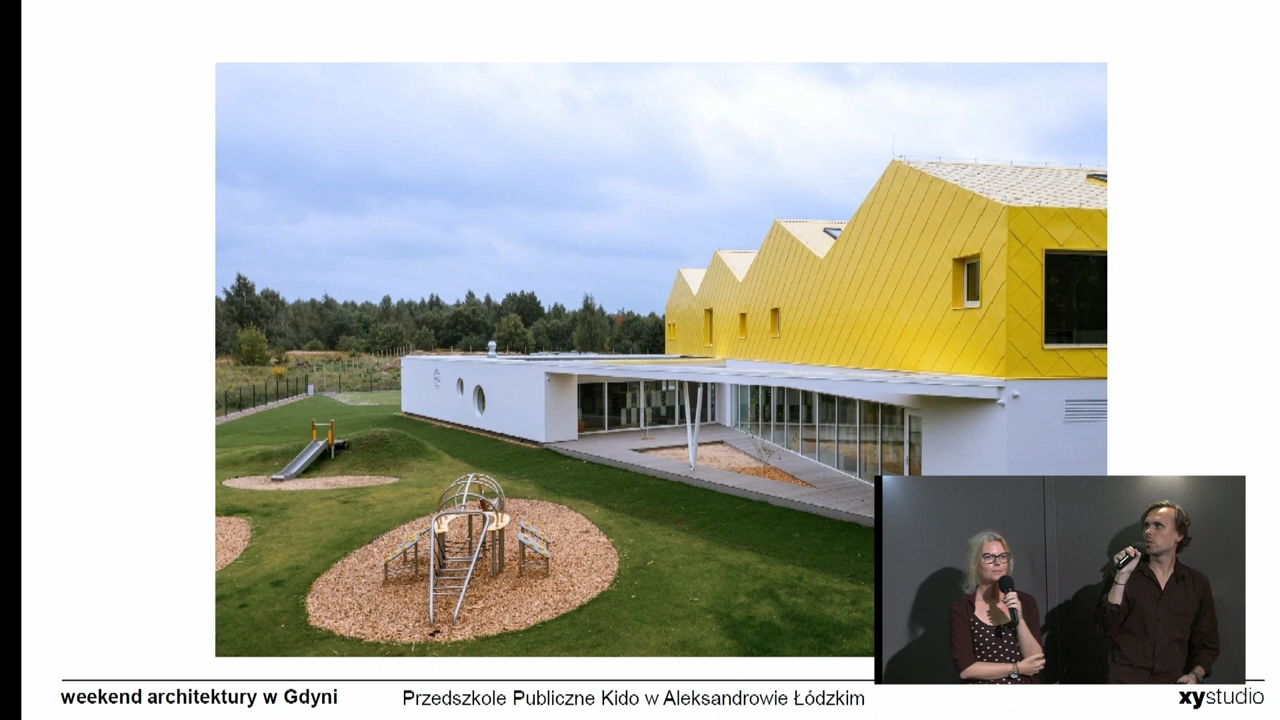 weekend architektury w Gdyni
Przedszkole Publiczne Kido w Aleksandrowie Łódzkim
xystudio